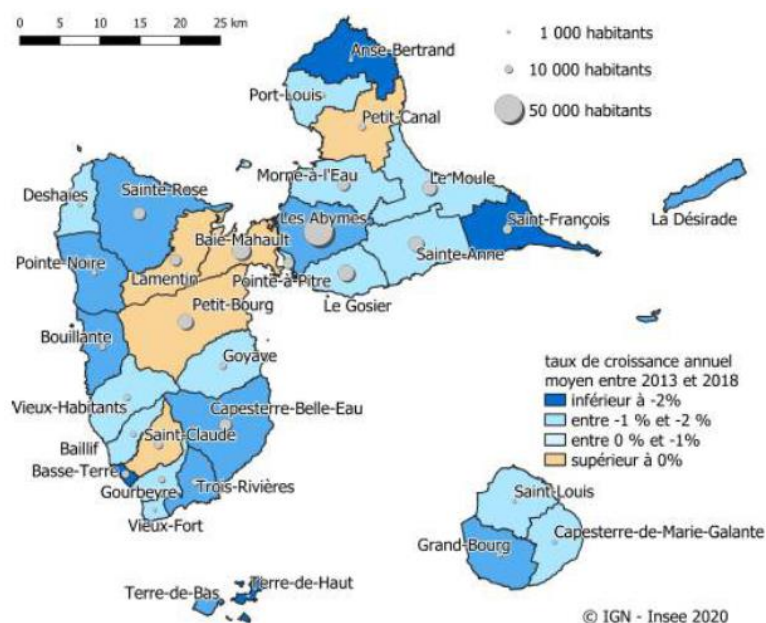 0 5 10 15 20 25 km
1 000 habitants
10 000 habitants
50 000 habitants
Anse-Bertrand
Port-Louis
Petit-Canal
Morne-à-l'Eau
Le Moule
Deshaies
Sainte-Rose
Les Abymes
Saint-François
La Désirade
Baie-Mahault
Sainte-Anne
Pointe-Noire
Lamentin
Pointe-à-Pitre
Le Gosier
Petit-Bourg
Bouillante
Goyave
taux de croissance annuel
moyen entre 2013 et 2018
inférieur à -2%
entre -1 % et -2 %
entre 0 % et -1%
supérieur à 0%
Vieux-Habitants
Capesterre-Belle-Eau
Saint-Claude
Baillif
Basse-Terre
Gourbeyre
Trois-Rivières
Vieux-Fort
Saint-Louis
Capesterre-de-Marie-Galante
Grand-Bourg
Terre-de-Bas
Terre-de-Haut
© IGN - Insee 2020